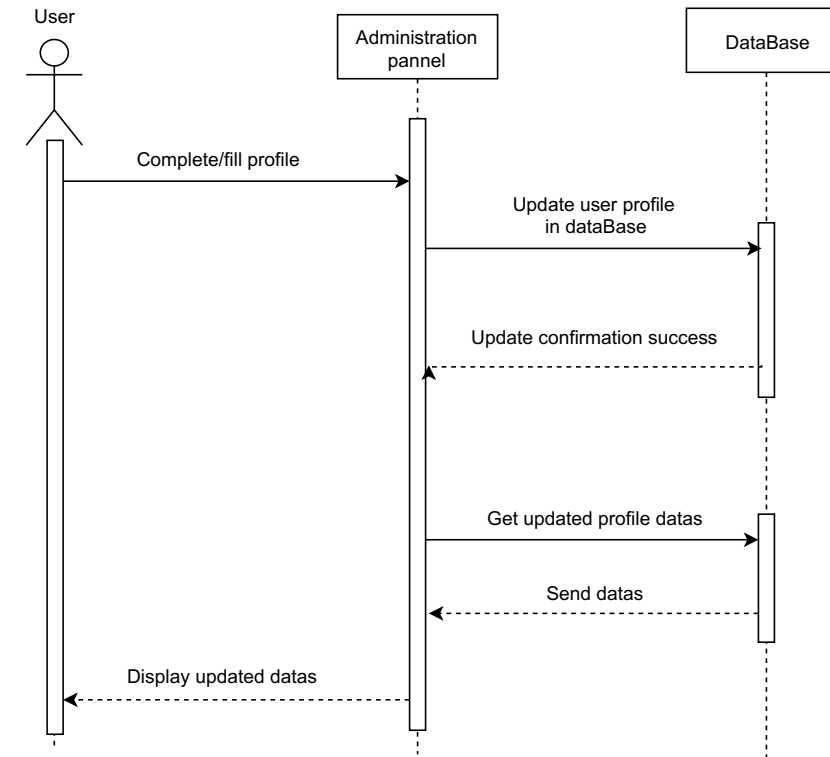 User
Administration
pannel
DataBase
Complete/fill profile
Update user profile
in dataBase
Update confirmation success
Get updated profile datas
Send datas
Display updated datas